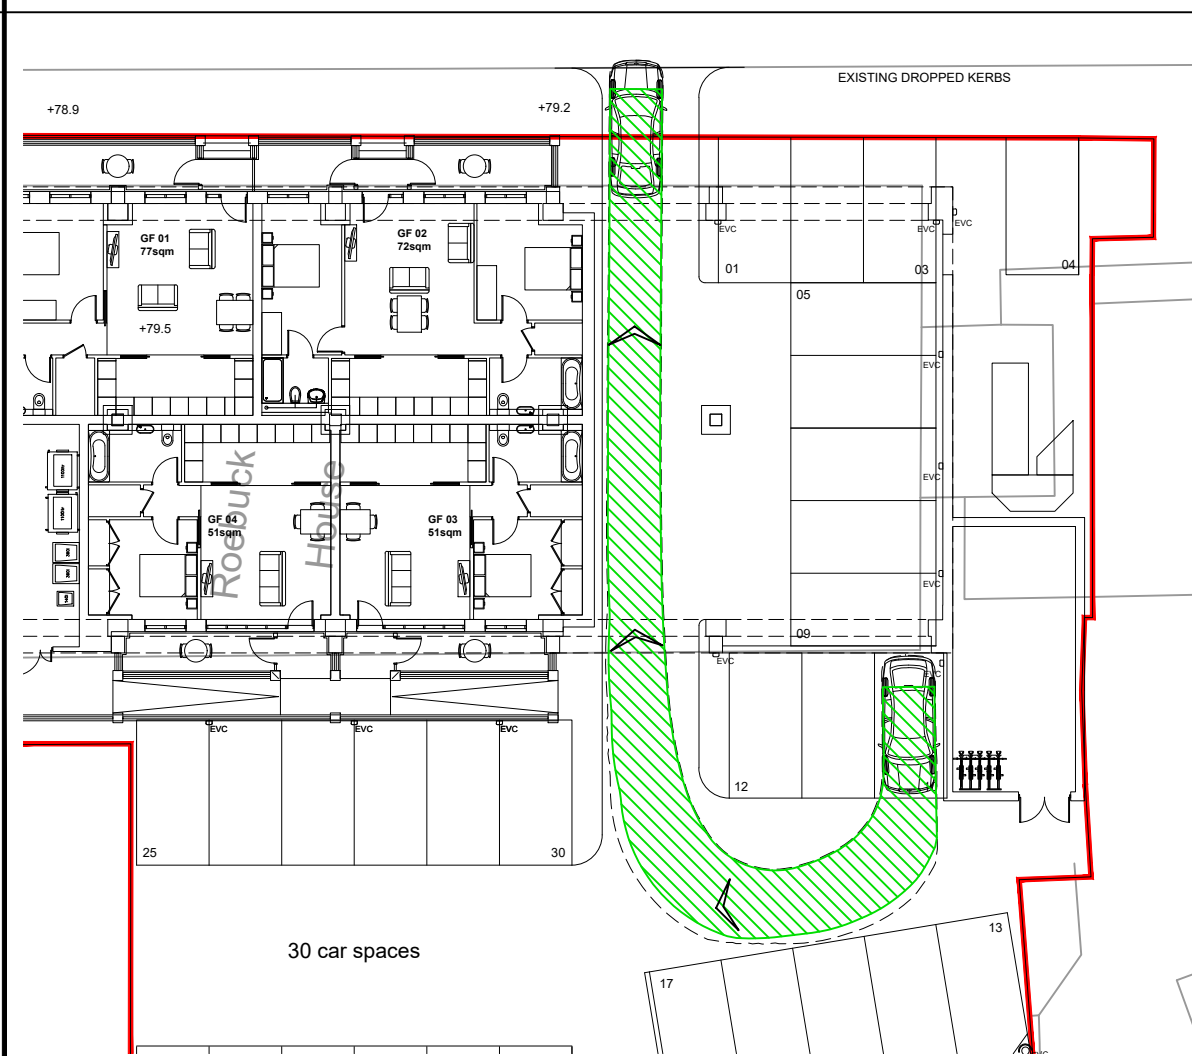 EXISTING DROPPED KERBS
+78.9
+79.2
EVC
EVC
EVC
GF 01
77sqm
GF 02
72sqm
01
03
04
05
+79.5
EVC
Roebuck
House
EVC
GF 04
51sqm
GF 03
51sqm
EVC
09
EVC
EVC
EVC
EVC
12
25
30
30 car spaces
13
17